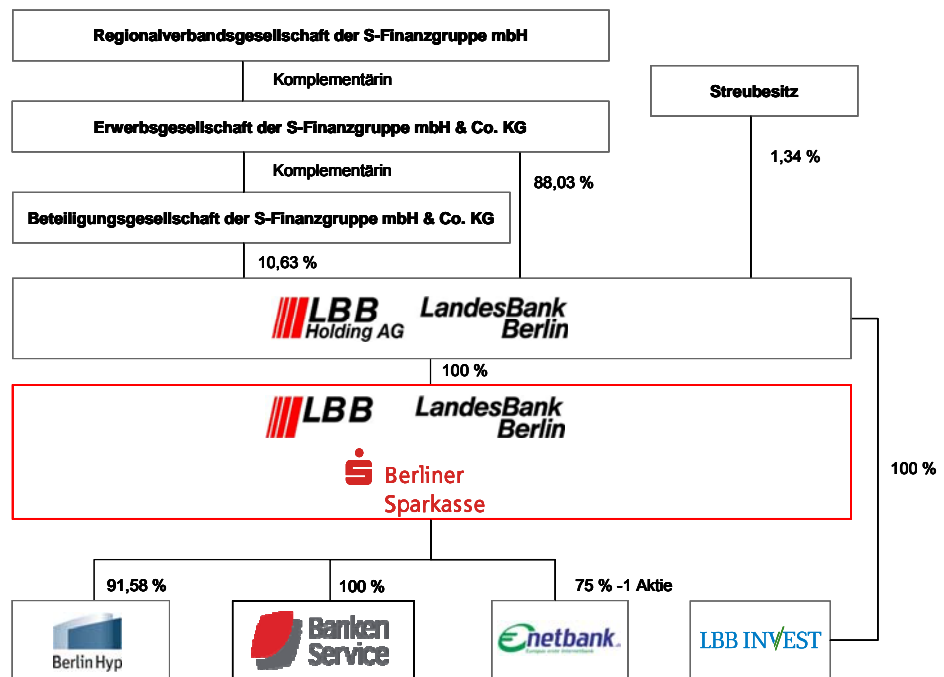 Regionalverbandsgesellschaft der S-Finanzgruppe mbH
Komplementärin
Streubesitz
Erwerbsgesellschaft der S-Finanzgruppe mbH & Co. KG
Komplementärin
88,03 %
1,34 %
Beteiligungsgesellschaft der S-Finanzgruppe mbH & Co. KG
10,63 %
LBB
Holding AG
LandesBank
Berlin
100 %
LBB
LandesBank
Berlin
Berliner
Sparkasse
100 %
91,58 %
100 %
75 % -1 Aktie
Berlin Hyp
Banken
Service
netbank
LBB INVEST